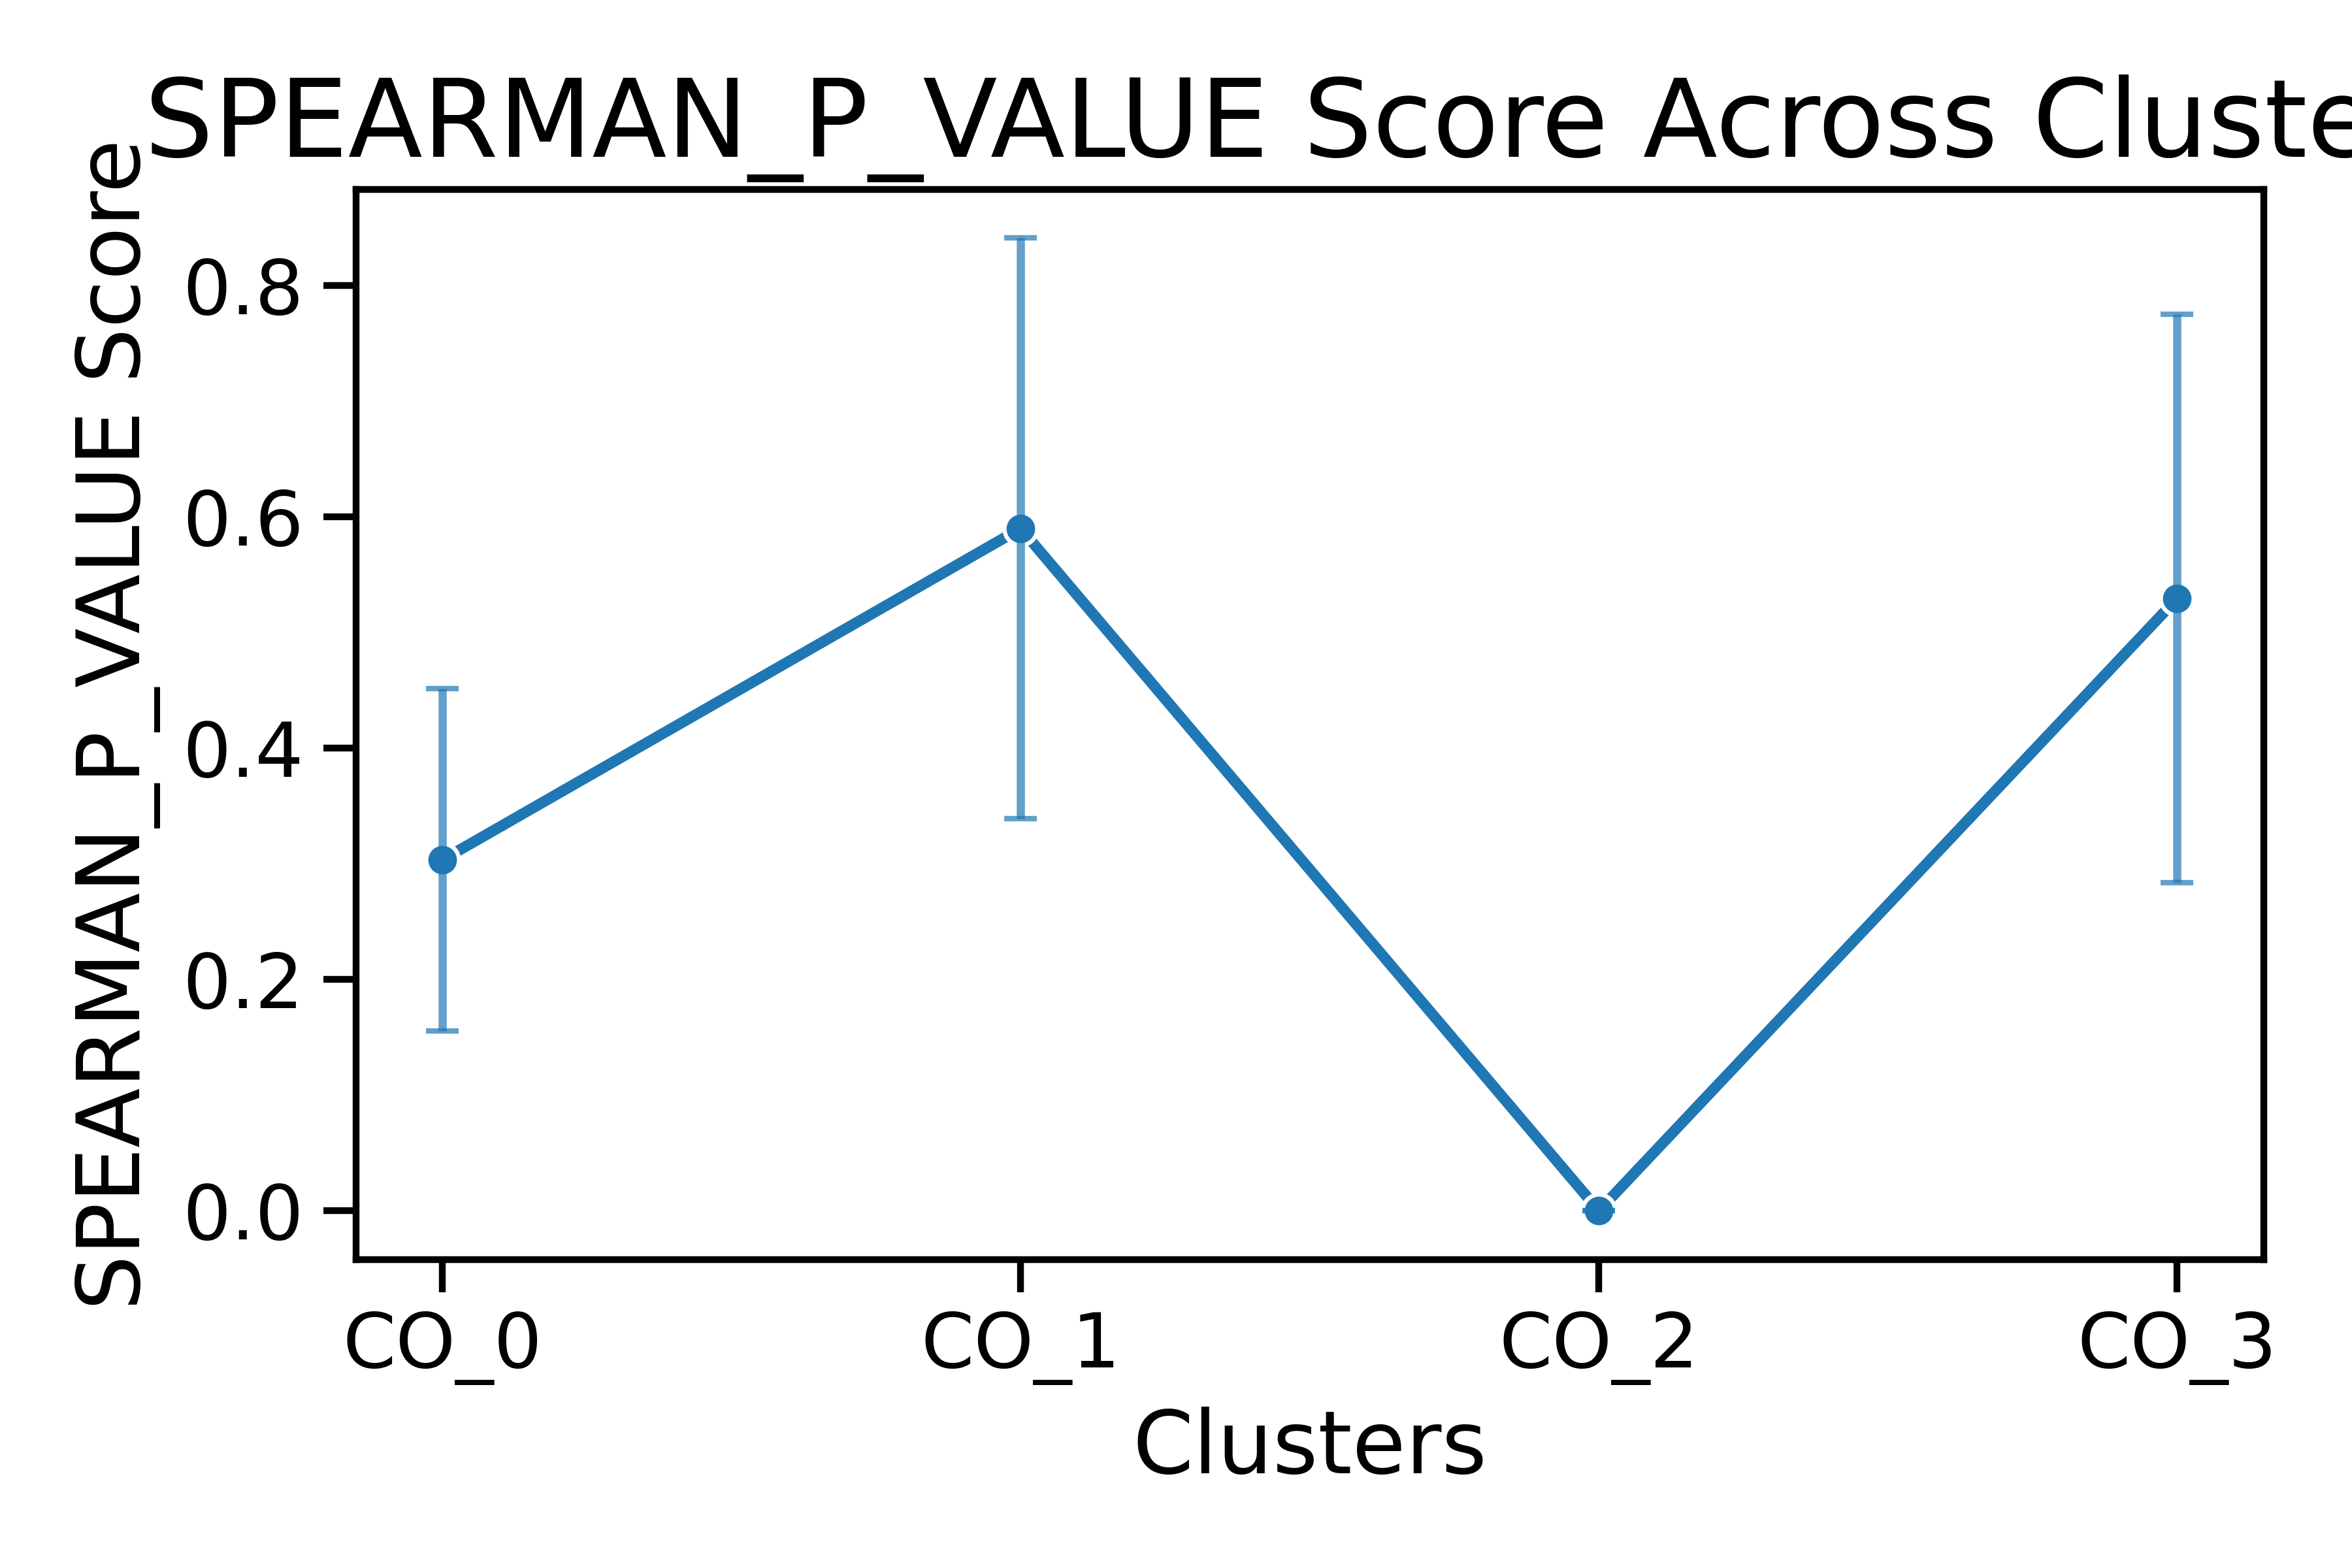 SPEARMAN_P_VALUE Score Across Cluste
SPEARMAN_P_VALUE Score
0.8
0.6
0.4
0.2
0.0
CO_0 CO_1 CO_2 CO_3
Clusters